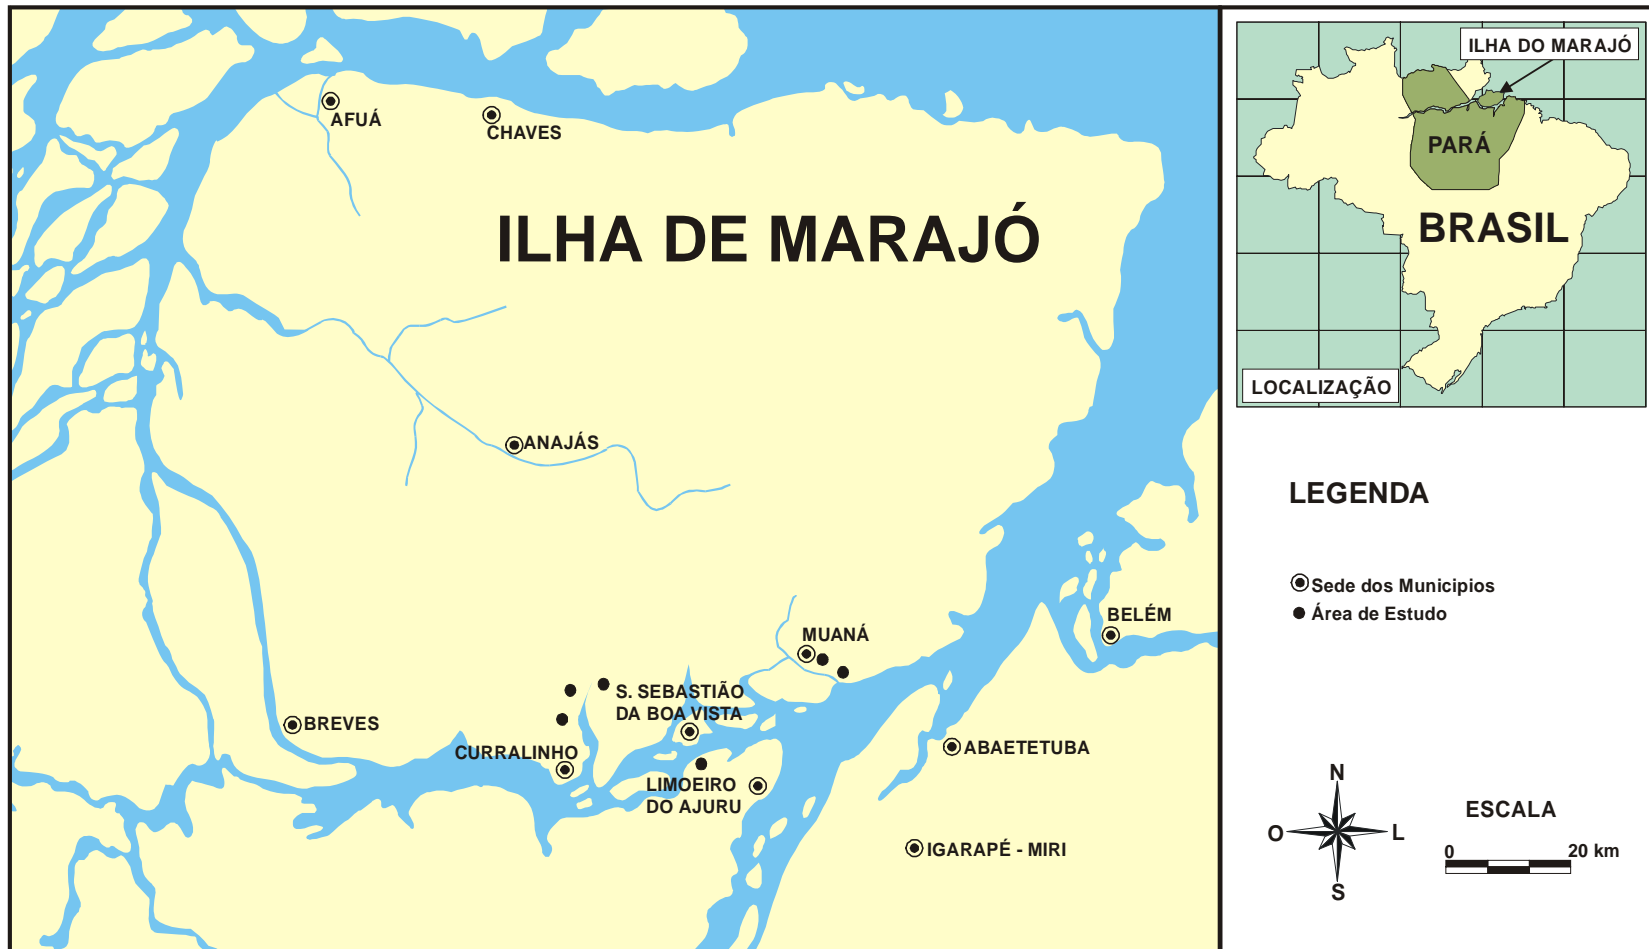 AFUÁ
CHAVES
ILHA DE MARAJÓ
ANAJÁS
BELÉM
MUANÁ
S. SEBASTIÃO
DA BOA VISTA
BREVES
CURRALINHO
ABAETETUBA
LIMOEIRO
DO AJURU
IGARAPÉ - MIRI
ILHA DO MARAJÓ
PARÁ
BRASIL
LOCALIZAÇÃO
LEGENDA
Sede dos Municipios
Área de Estudo
N
O
L
S
ESCALA
0 20 km